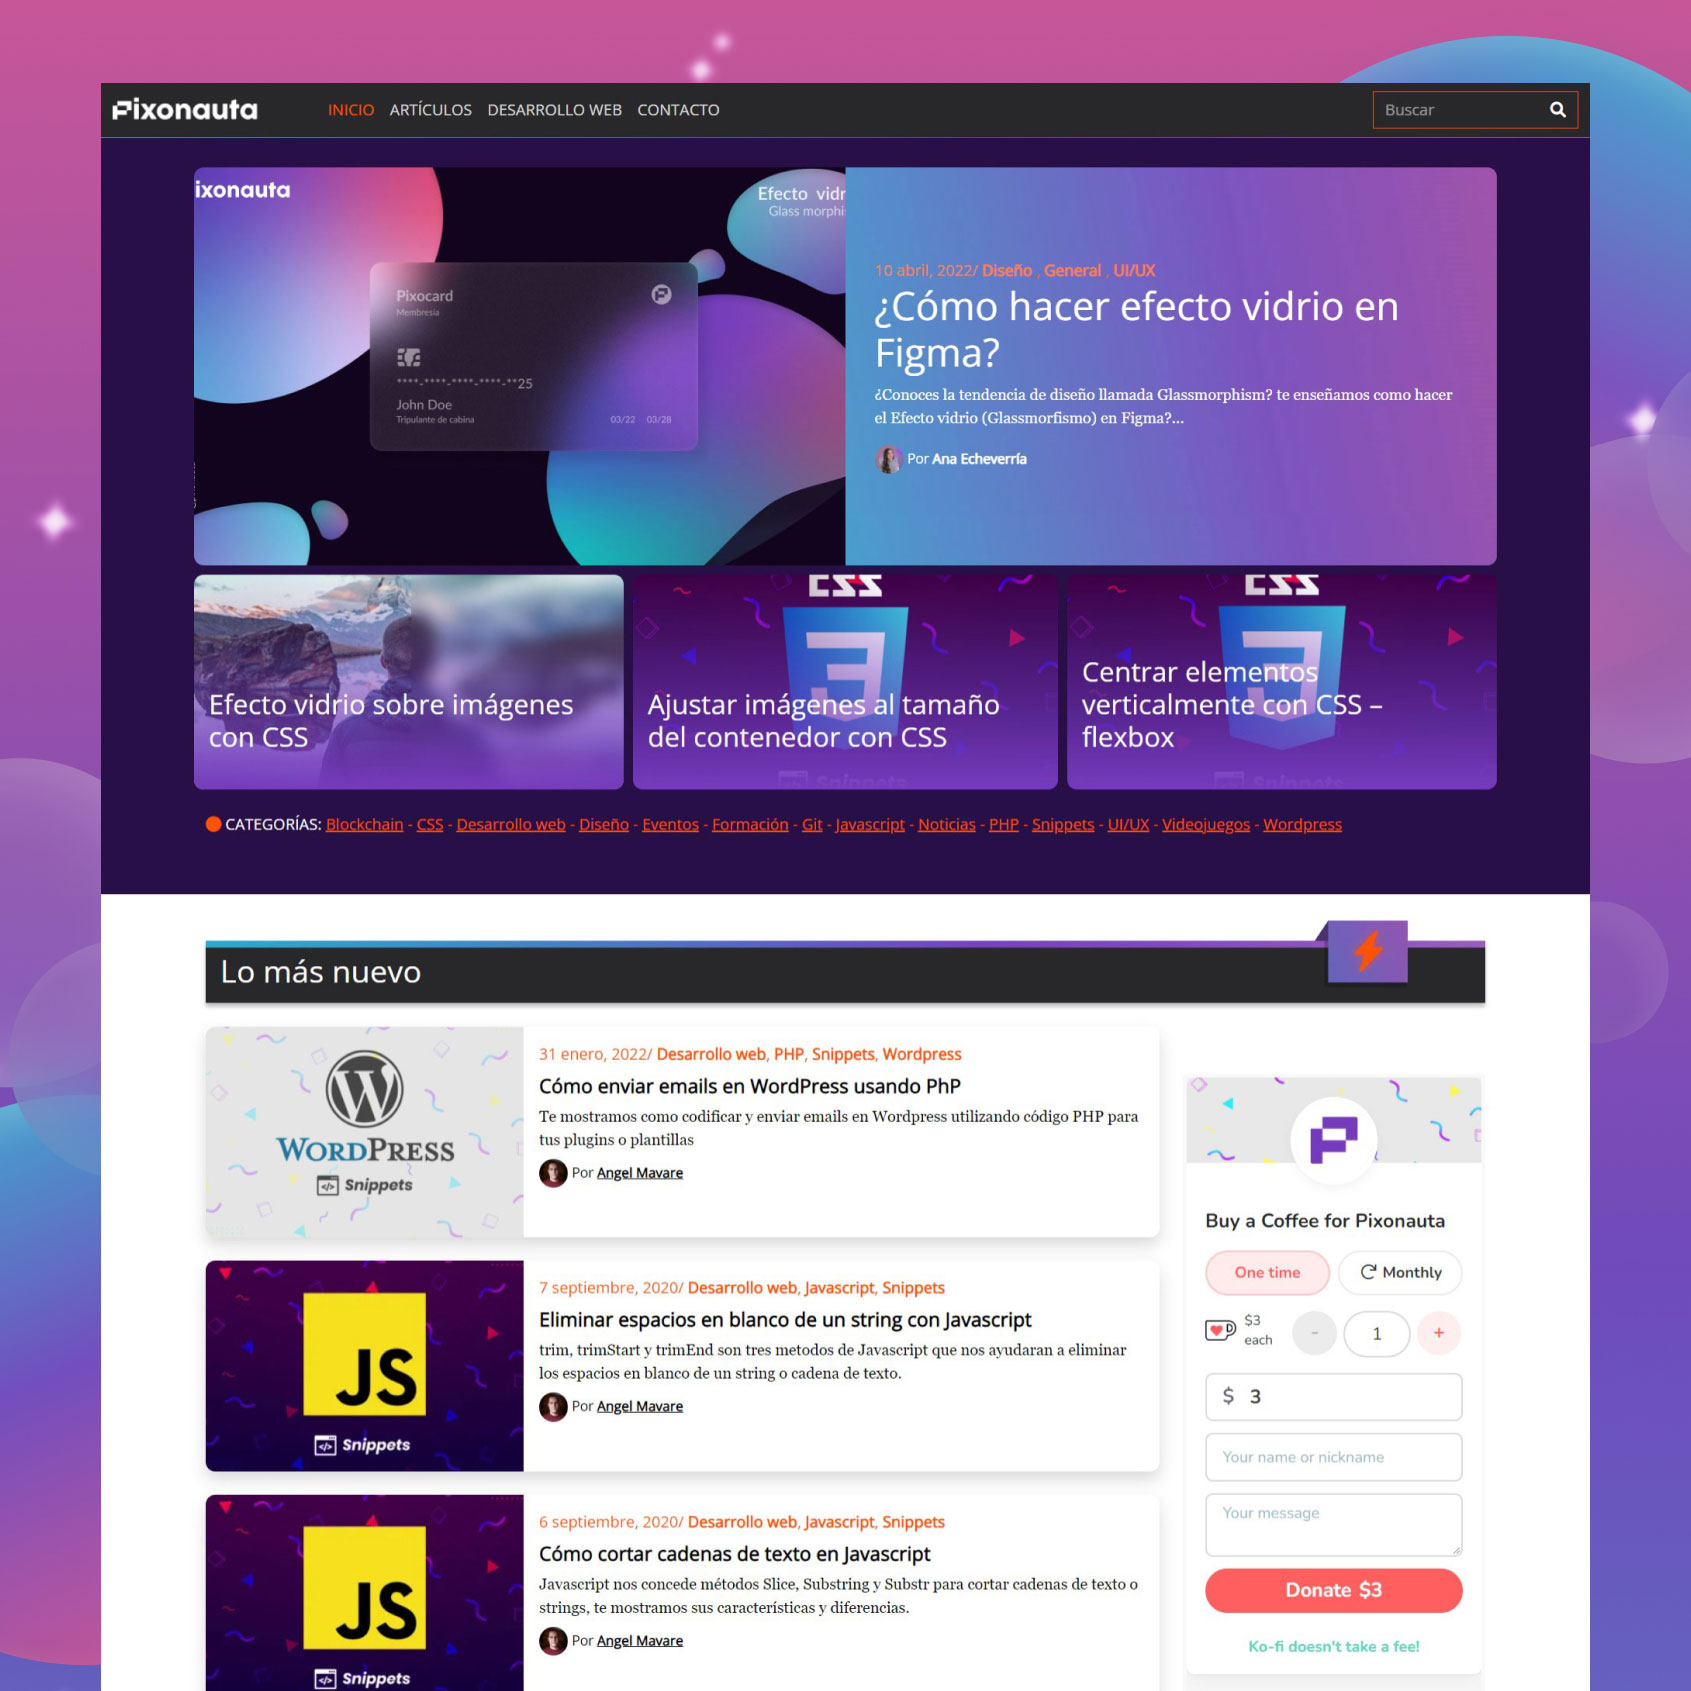 Pixonauta
INICIO ARTÍCULOS DESARROLLO WEB CONTACTO
Buscar
ixonauta
Efecto vidr
Glass morphi
Pixocard
Membresia
****-****-****-****-**25
John Doe
Tripulante de cabina
03/22 03/28
10 abril, 2022/ Diseño , General , UI/UX
¿Cómo hacer efecto vidrio en
Figma?
¿Conoces la tendencia de diseño llamada Glassmorphism? te enseñamos como hacer
el Efecto vidrio (Glassmorfismo) en Figma?...
Por Ana Echeverría
Efecto vidrio sobre imágenes
con CSS
CSS
3
Ajustar imágenes al tamaño
del contenedor con CSS
Snippets
CSS
3
Centrar elementos
verticalmente con CSS –
flexbox
Snippets
CATEGORÍAS: Blockchain - CSS - Desarrollo web - Diseño - Eventos - Formación - Git - Javascript - Noticias - PHP - Snippets - UI/UX - Videojuegos - Wordpress
Lo más nuevo
WORDPRESS
Snippets
31 enero, 2022/ Desarrollo web, PHP, Snippets, Wordpress
Cómo enviar emails en WordPress usando PhP
Te mostramos como codificar y enviar emails en Wordpress utilizando código PHP para
tus plugins o plantillas
Por Angel Mavare
JS
Snippets
7 septiembre, 2020/ Desarrollo web, Javascript, Snippets
Eliminar espacios en blanco de un string con Javascript
trim, trimStart y trimEnd son tres metodos de Javascript que nos ayudaran a eliminar
los espacios en blanco de un string o cadena de texto.
Por Angel Mavare
JS
Snippets
6 septiembre, 2020/ Desarrollo web, Javascript, Snippets
Cómo cortar cadenas de texto en Javascript
Javascript nos concede métodos Slice, Substring y Substr para cortar cadenas de texto o
strings, te mostramos sus características y diferencias.
Por Angel Mavare
Buy a Coffee for Pixonauta
One time
Monthly
$3
each
- 1 +
$ 3
Your name or nickname
Your message
Donate $3
Ko-fi doesn't take a fee!